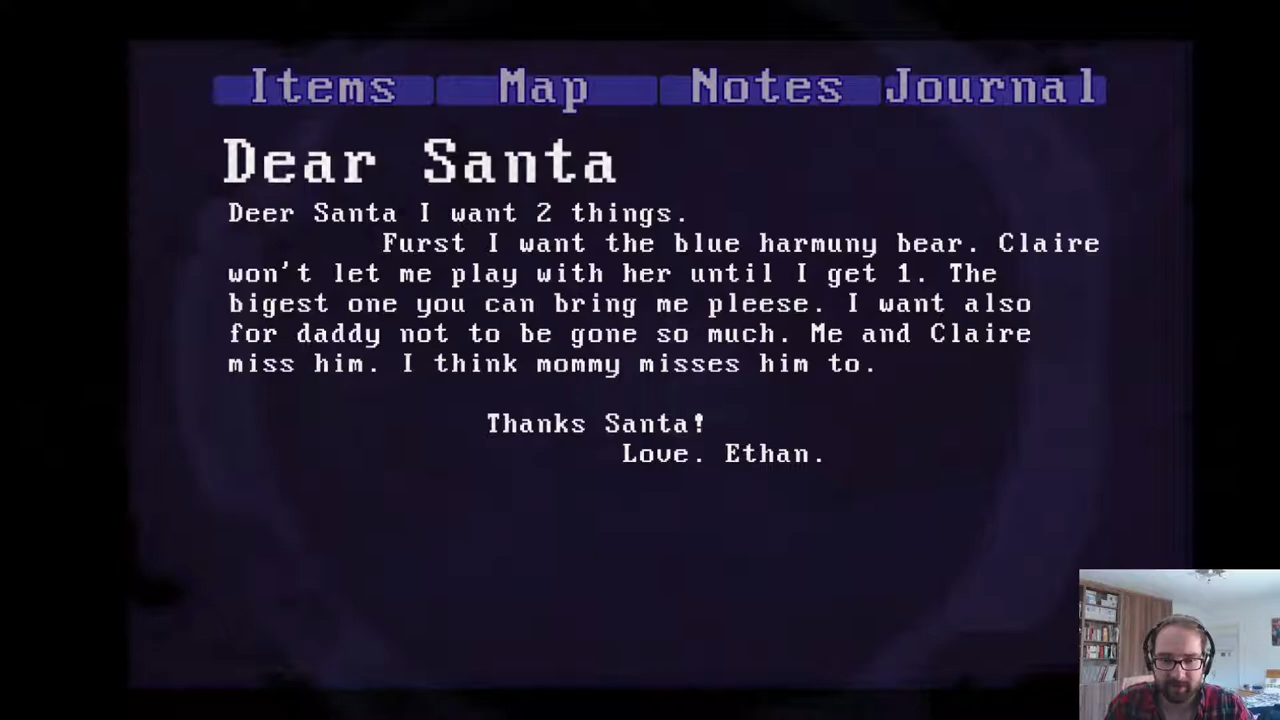 Items Map Notes Journal
Dear Santa
Deer Santa I want 2 things.
Furst I want the blue harmuny bear. Claire
won't let me play with her until I get 1. The
bigest one you can bring me pleese. I want also
for daddy not to be gone so much. Me and Claire
miss him. I think mommy misses him to.
Thanks Santa!
Love. Ethan.